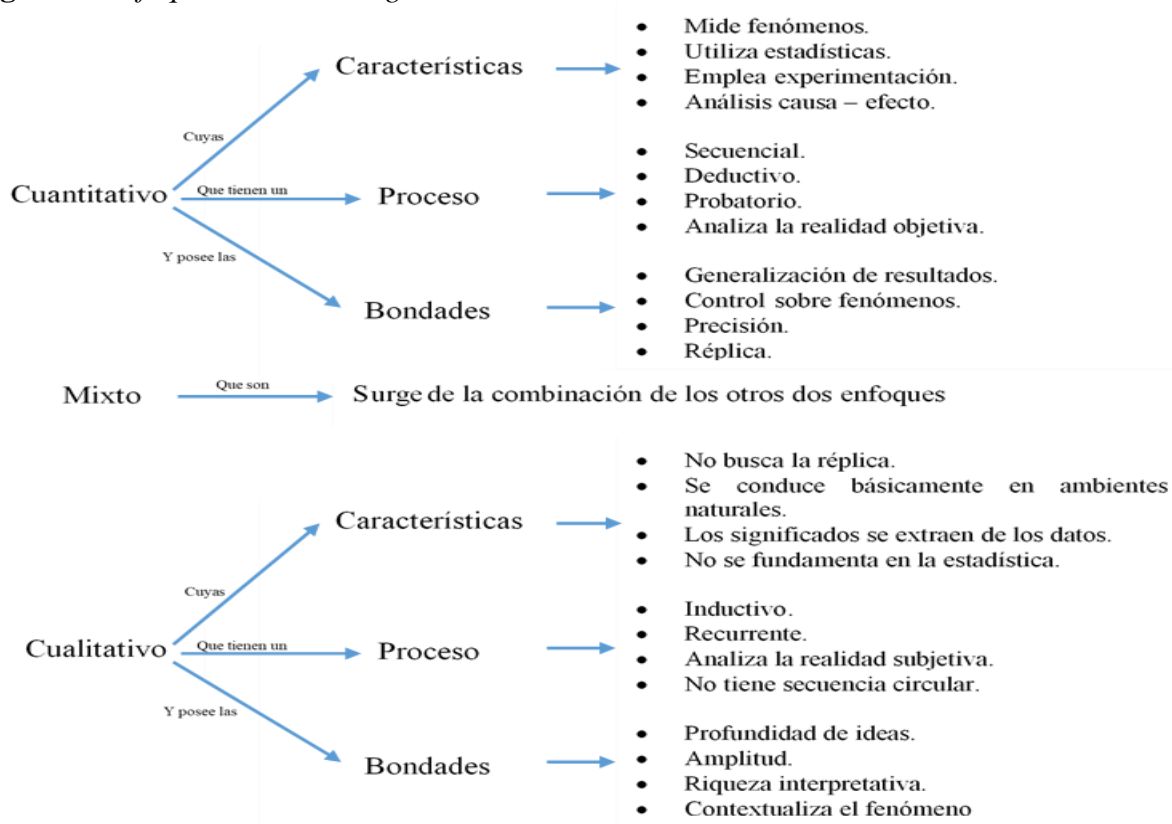 Características
• Mide fenómenos.
• Utiliza estadísticas.
• Emplea experimentación.
• Análisis causa – efecto.
Cuyas
Cuantitativo
Que tienen un
Proceso
• Secuencial.
• Deductivo.
• Probatorio.
• Analiza la realidad objetiva.
Y posee las
Bondades
• Generalización de resultados.
• Control sobre fenómenos.
• Precisión.
• Réplica.
Mixto
Que son
Surge de la combinación de los otros dos enfoques
Características
• No busca la réplica.
• Se conduce básicamente en ambientes
naturales.
• Los significados se extraen de los datos.
• No se fundamenta en la estadística.
Cuyas
Cualitativo
Que tienen un
Proceso
• Inductivo.
• Recurrente.
• Analiza la realidad subjetiva.
• No tiene secuencia circular.
Y posee las
Bondades
• Profundidad de ideas.
• Amplitud.
• Riqueza interpretativa.
• Contextualiza el fenómeno